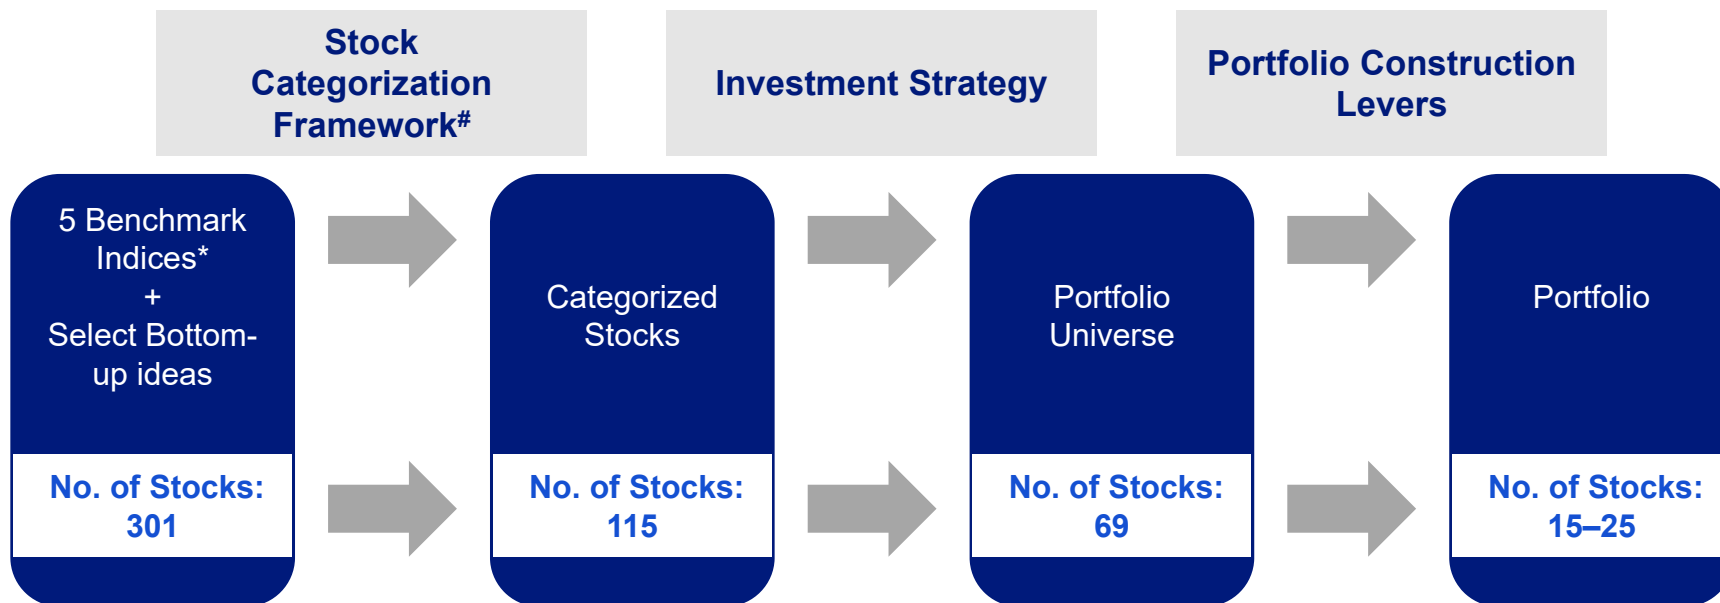 Stock
Categorization
Framework#
Investment Strategy
Portfolio Construction
Levers
5 Benchmark
Indices*
+
Select Bottom-
up ideas
Categorized
Stocks
Portfolio
Universe
Portfolio
No. of Stocks:
301
No. of Stocks:
115
No. of Stocks:
69
No. of Stocks:
15–25